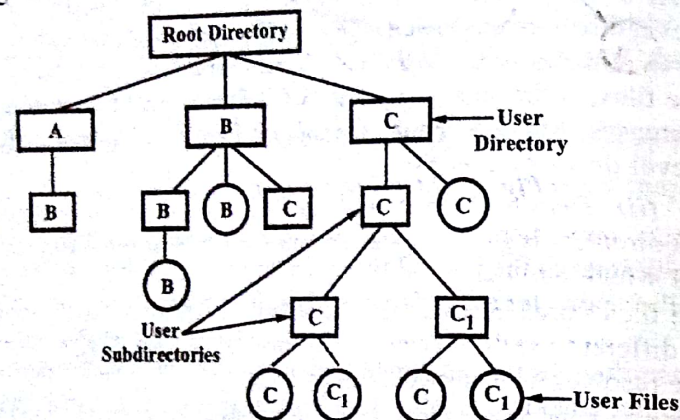 Root Directory
A
B
C
User
Directory
B
B
B
C
C
C
B
C
C₁
User
Subdirectories
C
C₁
C
C₁
User Files